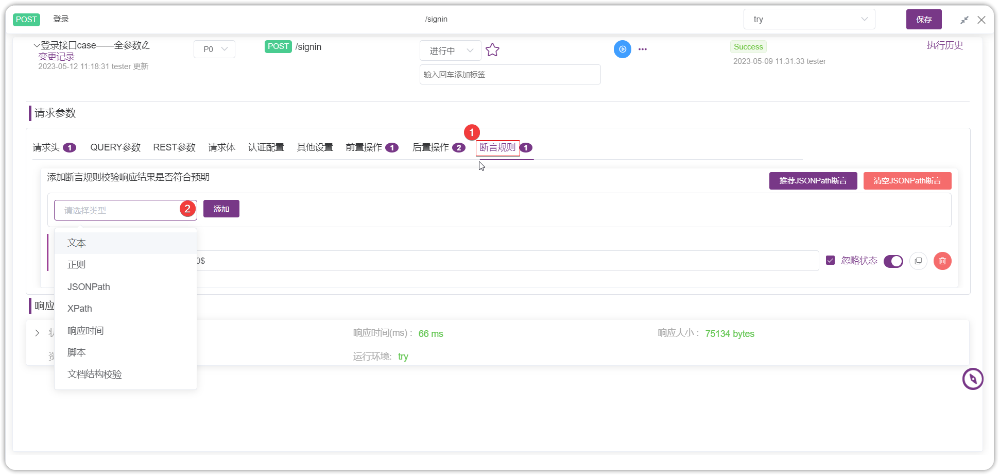 POST 登录 /signin try 保存
登录接口case——全参数 P0 POST /signin 进行中 Success 执行历史
变更记录
2023-05-12 11:18:31 tester 更新 2023-05-09 11:31:33 tester
输入回车添加标签
请求参数
1
请求头 1 QUERY参数 REST参数 请求体 认证配置 其他设置 前置操作 1 后置操作 2 断言规则 1
添加断言规则校验响应结果是否符合预期 推荐JSONPath断言 清空JSONPath断言
请选择类型 2 添加
文本
正则
0$ 忽略状态
JSONPath
XPath
响应
响应时间
响应时间(ms) : 66 ms 响应大小 : 75134 bytes
脚本
运行环境: try
文档结构校验